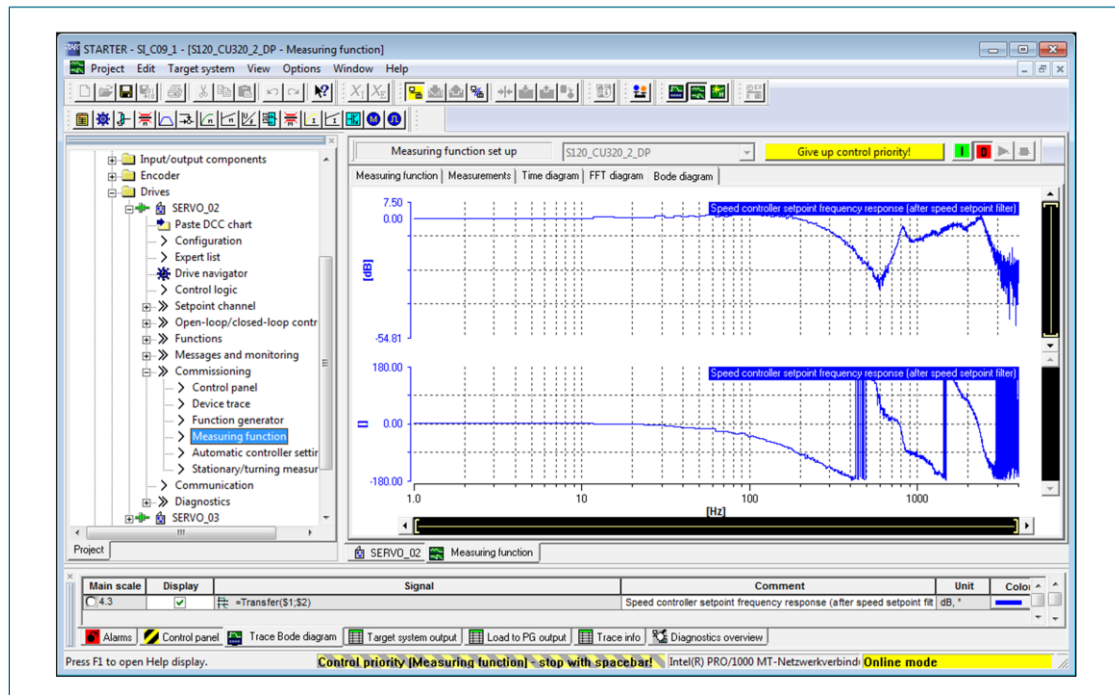 STARTER - SI_C09_1 - [S120_CU320_2_DP - Measuring function]
Project Edit Target system View Options Window Help
Measuring function set up S120_CU320_2_DP Give up control priority!
Measuring function Measurements Time diagram FFT diagram Bode diagram
Input/output components
Encoder
Drives
SERVO_02
Paste DCC chart
Configuration
Expert list
Drive navigator
Control logic
Setpoint channel
Open-loop/closed-loop contr
Functions
Messages and monitoring
Commissioning
Control panel
Device trace
Function generator
Measuring function
Automatic controller settir
Stationary/turning measur
Communication
Diagnostics
SERVO_03
Project
7.50
0.00
Speed controller setpoint frequency response (after speed setpoint filter)
[dB]
-54.81
180.00
Speed controller setpoint frequency response (after speed setpoint filter)
0.00
[]
-180.00
1.0 10 100 1000
[Hz]
SERVO_02 Measuring function
Main scale Display Signal Comment Unit Color
4.3 =Transfer($1;$2) Speed controller setpoint frequency response (after speed setpoint filt dB, °
Alarms Control panel Trace Bode diagram Target system output Load to PG output Trace info Diagnostics overview
Press F1 to open Help display. Control priority [Measuring function] - stop with spacebar! Intel(R) PRO/1000 MT-Netzwerkverbind Online mode